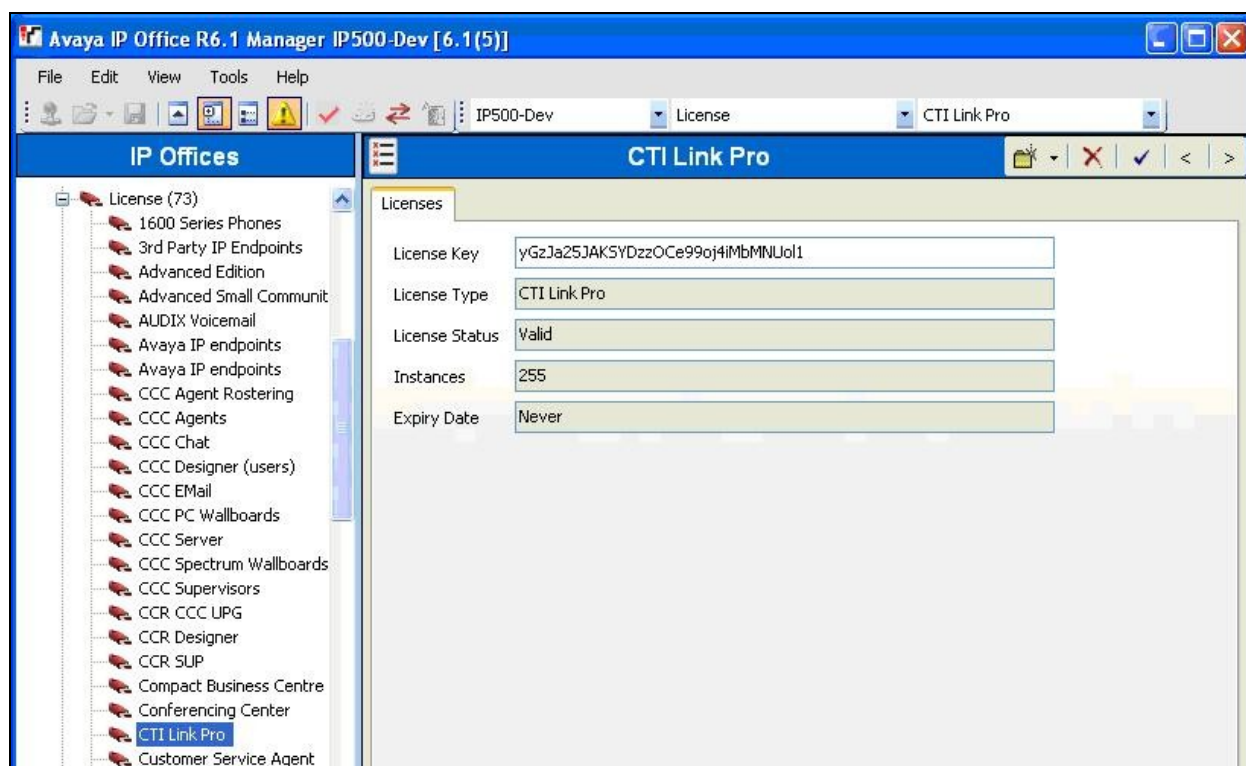 Avaya IP Office R6.1 Manager IP500-Dev [6.1(5)]
File Edit View Tools Help
IP500-Dev License CTI Link Pro
IP Offices
CTI Link Pro
License (73)
1600 Series Phones
3rd Party IP Endpoints
Advanced Edition
Advanced Small Communit
AUDIX Voicemail
Avaya IP endpoints
Avaya IP endpoints
CCC Agent Rostering
CCC Agents
CCC Chat
CCC Designer (users)
CCC EMail
CCC PC Wallboards
CCC Server
CCC Spectrum Wallboards
CCC Supervisors
CCR CCC UPG
CCR Designer
CCR SUP
Compact Business Centre
Conferencing Center
CTI Link Pro
Customer Service Agent
Licenses
License Key yGzJa25JAKSYDzzOCe99oj4iMbMNUol1
License Type CTI Link Pro
License Status Valid
Instances 255
Expiry Date Never